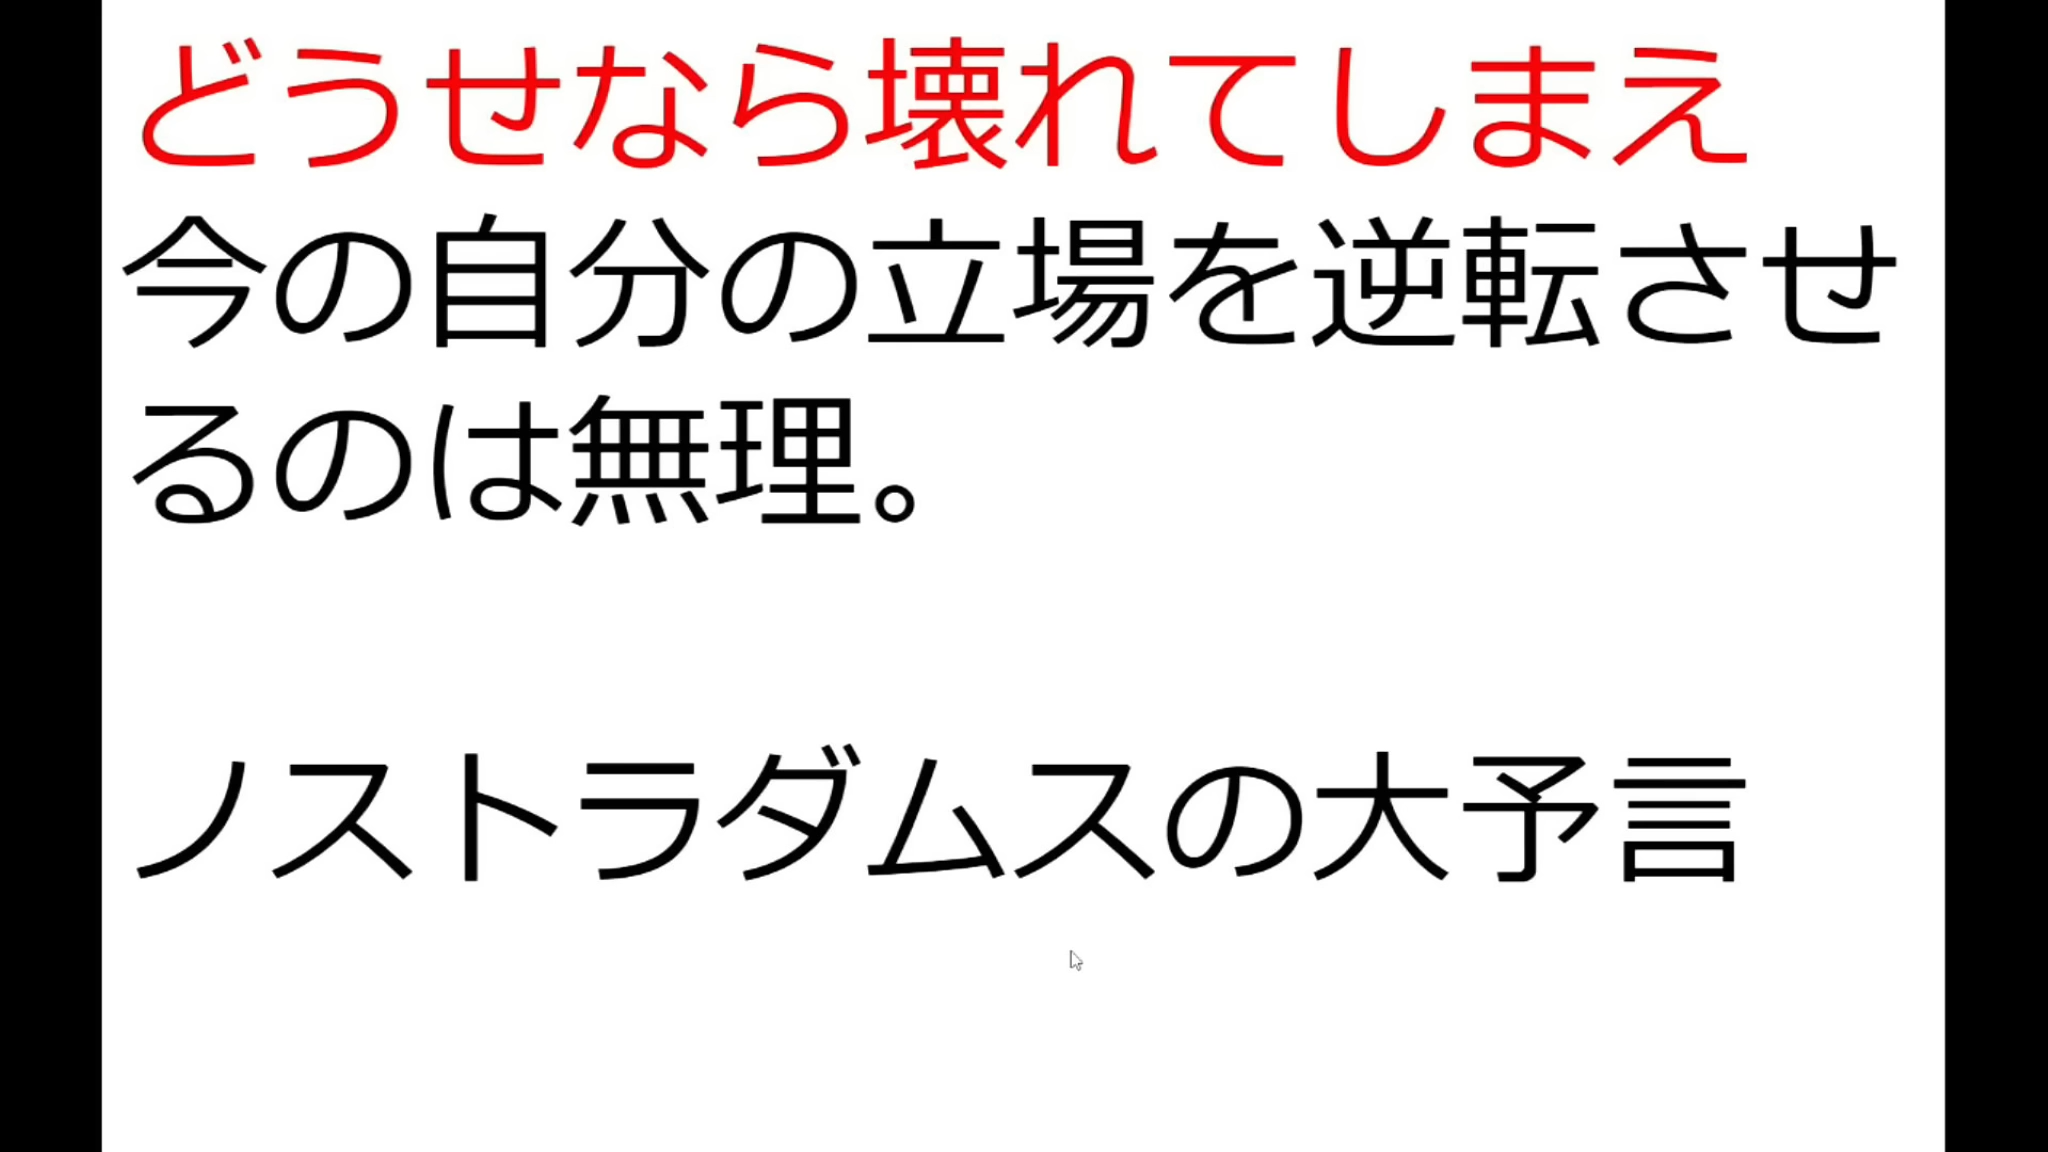 どうせなら壊れてしまえ
今の自分の立場を逆転させ
るのは無理。
ノストラダムスの大予言